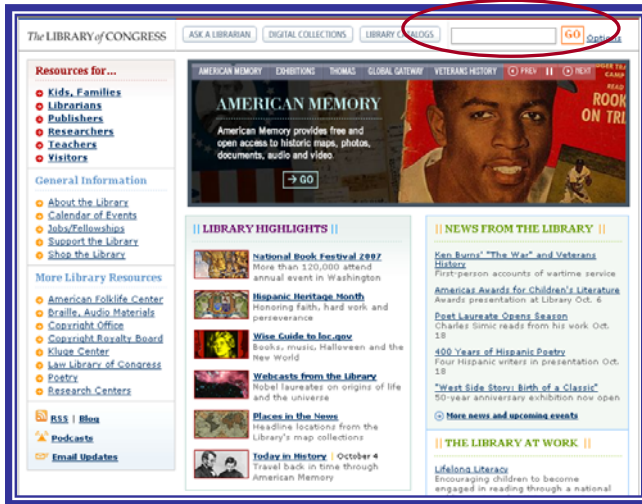 The LIBRARY of CONGRESS
ASK A LIBRARIAN
DIGITAL COLLECTIONS
LIBRARY CATALOGS
GO
Options
Resources for...
Kids, Families
Librarians
Publishers
Researchers
Teachers
Visitors
General Information
About the Library
Calendar of Events
Jobs/Fellowships
Support the Library
Shop the Library
More Library Resources
American Folklife Center
Braille, Audio Materials
Copyright Office
Copyright Royalty Board
Kluge Center
Law Library of Congress
Poetry
Research Centers
RSS | Blog
Podcasts
Email Updates
AMERICAN MEMORY EXHIBITIONS THOMAS GLOBAL GATEWAY VETERANS HISTORY PREV NEXT
AMERICAN MEMORY
American Memory provides free and
open access to historic maps, photos,
documents, audio and video.
GO
CAMP
READ
ROOK
ON TRI
|| LIBRARY HIGHLIGHTS ||
National Book Festival 2007
More than 120,000 attend
annual event in Washington
Hispanic Heritage Month
Honoring faith, hard work and
perseverance
Wise Guide to loc.gov
Books, music, Halloween and the
New World
Webcasts from the Library
Nobel laureates on origins of life
and the universe
Places in the News
Headline locations from the
Library's map collections
Today in History | October 4
Travel back in time through
American Memory
|| NEWS FROM THE LIBRARY ||
Ken Burns' "The War" and Veterans
History
First-person accounts of wartime service
Americas Awards for Children's Literature
Awards presentation at Library Oct. 6
Poet Laureate Opens Season
Charles Simic reads from his work Oct.
18
400 Years of Hispanic Poetry
Four Hispanic writers in presentation Oct.
18
"West Side Story: Birth of a Classic"
50-year anniversary exhibition now open
More news and upcoming events
|| THE LIBRARY AT WORK ||
Lifelong Literacy
Encouraging children to become
engaged in reading through a national